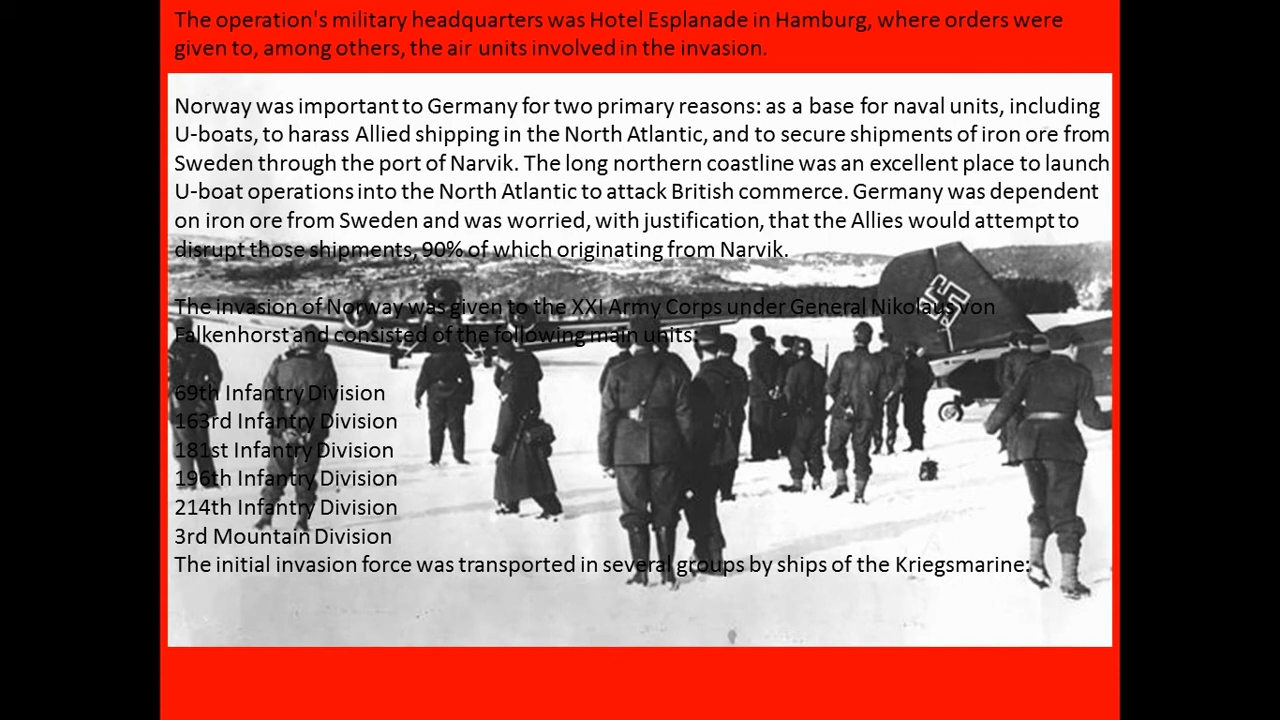 The operation's military headquarters was Hotel Esplanade in Hamburg, where orders were
given to, among others, the air units involved in the invasion.
Norway was important to Germany for two primary reasons: as a base for naval units, including
U-boats, to harass Allied shipping in the North Atlantic, and to secure shipments of iron ore from
Sweden through the port of Narvik. The long northern coastline was an excellent place to launch
U-boat operations into the North Atlantic to attack British commerce. Germany was dependent
on iron ore from Sweden and was worried, with justification, that the Allies would attempt to
disrupt those shipments, 90% of which originating from Narvik.
The invasion of Norway was given to the XXI Army Corps under General Nikolaus von
Falkenhorst and consisted of the following main units:
69th Infantry Division
163rd Infantry Division
181st Infantry Division
196th Infantry Division
214th Infantry Division
3rd Mountain Division
The initial invasion force was transported in several groups by ships of the Kriegsmarine: